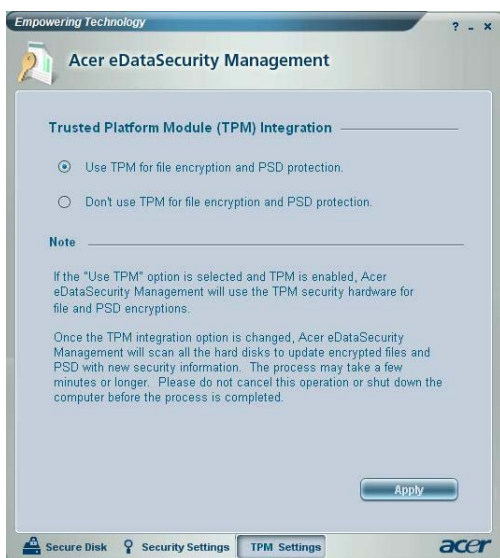 Empowering Technology
? - x
Acer eDataSecurity Management
Trusted Platform Module (TPM) Integration
Use TPM for file encryption and PSD protection.
Don't use TPM for file encryption and PSD protection.
Note
If the "Use TPM" option is selected and TPM is enabled, Acer
eDataSecurity Management will use the TPM security hardware for
file and PSD encryptions.
Once the TPM integration option is changed, Acer eDataSecurity
Management will scan all the hard disks to update encrypted files and
PSD with new security information. The process may take a few
minutes or longer. Please do not cancel this operation or shut down the
computer before the process is completed.
Apply
Secure Disk Security Settings TPM Settings acer